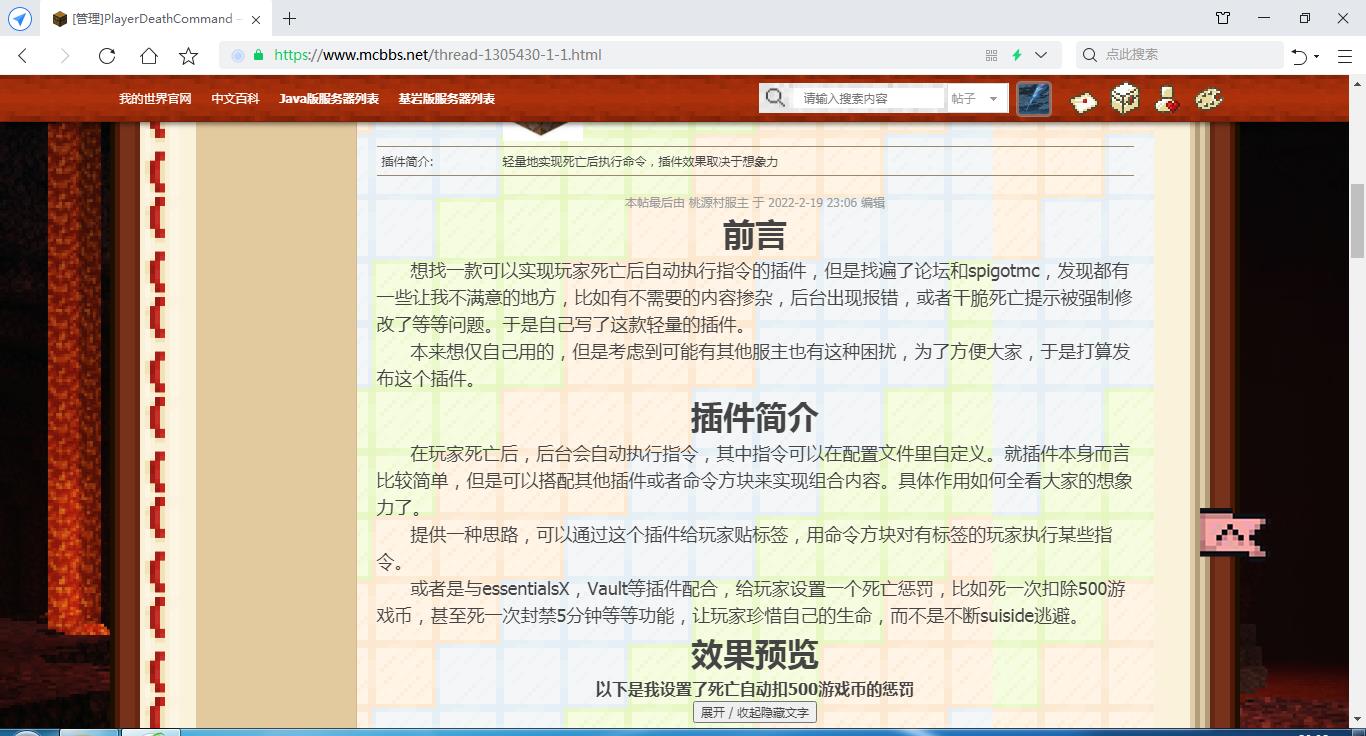 [管理]PlayerDeathCommand –
https://www.mcbbs.net/thread-1305430-1-1.html
点此搜索
我的世界官网 中文百科 Java版服务器列表 基岩版服务器列表
请输入搜索内容 帖子
插件简介: 轻量地实现死亡后执行命令，插件效果取决于想象力
本帖最后由 桃源村服主 于 2022-2-19 23:06 编辑
前言
想找一款可以实现玩家死亡后自动执行指令的插件，但是找遍了论坛和spigotmc，发现都有
一些让我不满意的地方，比如有不需要的内容掺杂，后台出现报错，或者干脆死亡提示被强制修
改了等等问题。于是自己写了这款轻量的插件。
本来想仅自己用的，但是考虑到可能有其他服主也有这种困扰，为了方便大家，于是打算发
布这个插件。
插件简介
在玩家死亡后，后台会自动执行指令，其中指令可以在配置文件里自定义。就插件本身而言
比较简单，但是可以搭配其他插件或者命令方块来实现组合内容。具体作用如何全看大家的想象
力了。
提供一种思路，可以通过这个插件给玩家贴标签，用命令方块对有标签的玩家执行某些指
令。
或者是与essentialsX，Vault等插件配合，给玩家设置一个死亡惩罚，比如死一次扣除500游
戏币，甚至死一次封禁5分钟等等功能，让玩家珍惜自己的生命，而不是不断suiside逃避。
效果预览
以下是我设置了死亡自动扣500游戏币的惩罚
展开 / 收起隐藏文字